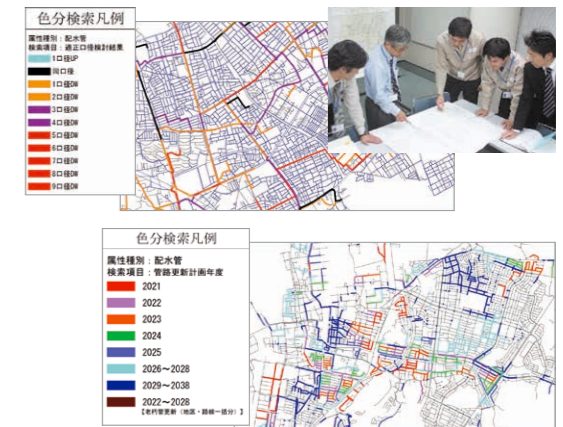 色分検索凡例
属性種別：配水管
検索項目：適正口径検討結果
1口径UP
同口径
1口径DW
2口径DW
3口径DW
4口径DW
5口径DW
6口径DW
7口径DW
8口径DW
9口径DW
色分検索凡例
属性種別：配水管
検索項目：管路更新計画年度
2021
2022
2023
2024
2025
2026～2028
2029～2038
2022～2028
【老朽管更新（地区・路線一括分）】